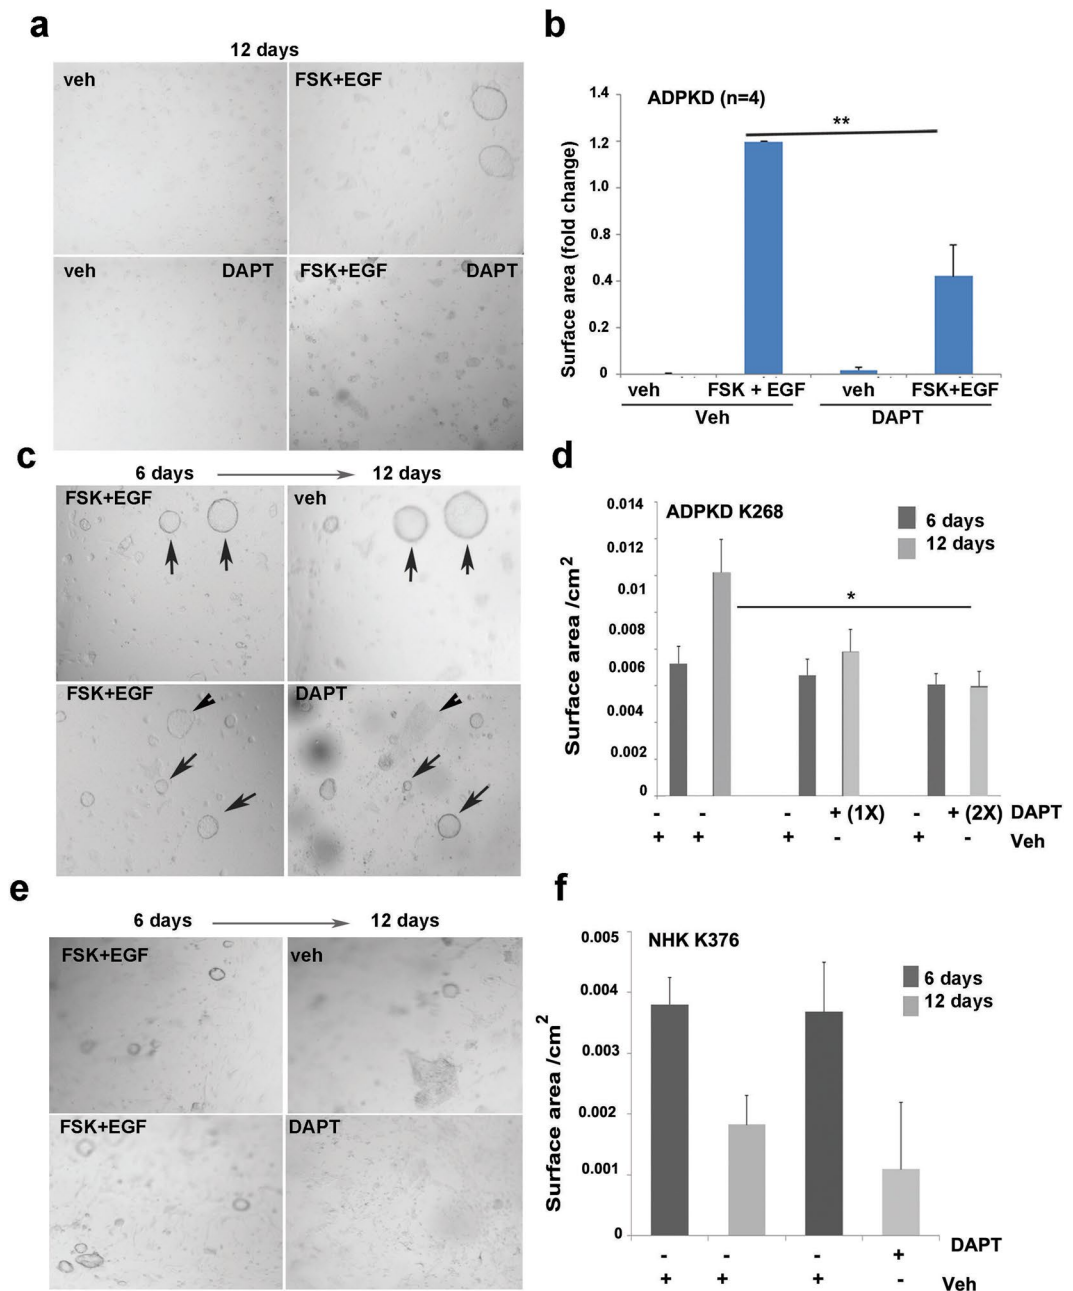 a
12 days
veh
FSK+EGF
veh
DAPT
FSK+EGF
DAPT
b
ADPKD (n=4)
**
Surface area (fold change)
1.4
1.2
1.0
0.8
0.4
0.2
0
veh
FSK + EGF
veh
FSK+EGF
Veh
DAPT
c
6 days
12 days
FSK+EGF
veh
FSK+EGF
DAPT
d
ADPKD K268
6 days
12 days
*
Surface area /cm2
0.014
0.012
0.01
0.008
0.006
0.004
0.002
0
- - - + (1X) - + (2X) DAPT
+ + + - + - Veh
e
6 days
12 days
FSK+EGF
veh
FSK+EGF
DAPT
f
NHK K376
6 days
12 days
Surface area /cm2
0.005
0.004
0.003
0.002
0.001
0
- - - + DAPT
+ + + - Veh